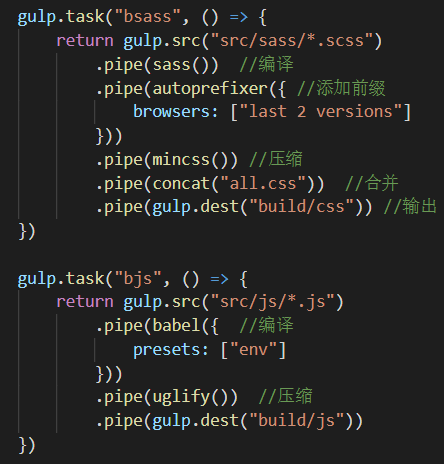 gulp.task("bsass", () => {
    return gulp.src("src/sass/*.scss")
        .pipe(sass())  //编译
        .pipe(autoprefixer({ //添加前缀
            browsers: ["last 2 versions"]
        }))
        .pipe(mincss()) //压缩
        .pipe(concat("all.css"))  //合并
        .pipe(gulp.dest("build/css")) //输出
})

gulp.task("bjs", () => {
    return gulp.src("src/js/*.js")
        .pipe(babel({  //编译
            presets: ["env"]
        }))
        .pipe(uglify())  //压缩
        .pipe(gulp.dest("build/js"))
})